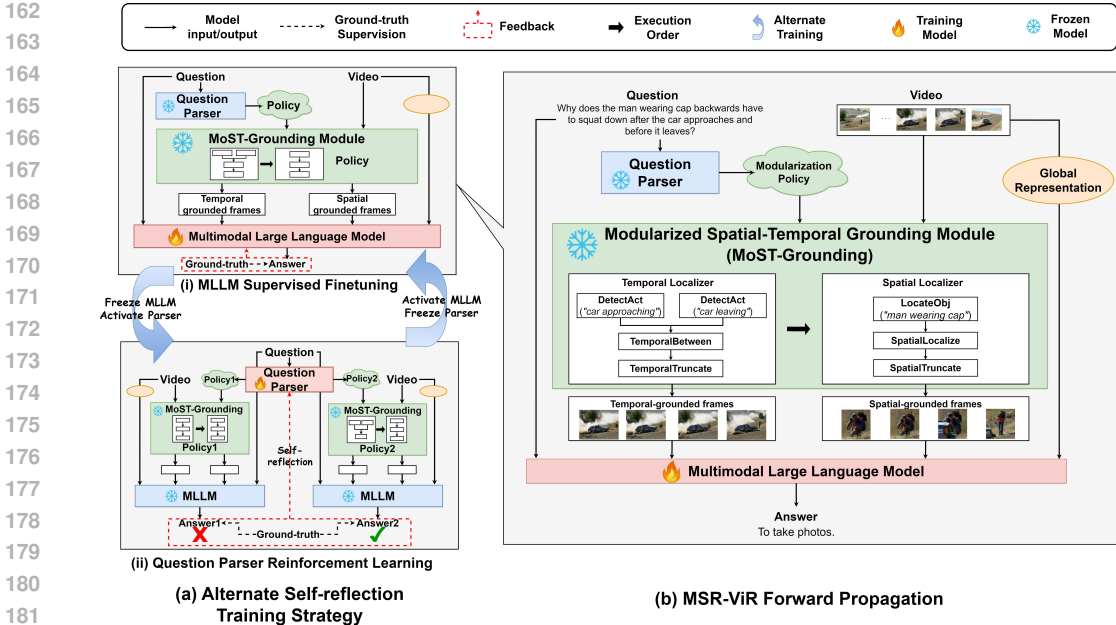 162
163
164
165
166
167
168
169
170
171
172
173
174
175
176
177
178
179
180
181
Model
input/output
Ground-truth
Supervision
Feedback
Execution
Order
Alternate
Training
Training
Model
Frozen
Model
Question
Video
Question
Parser
Policy
MoST-Grounding Module
Policy
Temporal
grounded frames
Spatial
grounded frames
Multimodal Large Language Model
Ground-truth
Answer
(i) MLLM Supervised Finetuning
Freeze MLLM
Activate Parser
Activate MLLM
Freeze Parser
Question
Video
Policy1
Question
Parser
Policy2
Video
MoST-Grounding
Policy1
MoST-Grounding
Policy2
Self-
reflection
MLLM
MLLM
Answer1
Ground-truth
Answer2
(ii) Question Parser Reinforcement Learning
(a) Alternate Self-reflection
Training Strategy
Question
Why does the man wearing cap backwards have
to squat down after the car approaches and
before it leaves?
Video
...
Question
Parser
Modularization
Policy
Global
Representation
Modularized Spatial-Temporal Grounding Module
(MoST-Grounding)
Temporal Localizer
DetectAct
("car approaching")
DetectAct
("car leaving")
TemporalBetween
TemporalTruncate
Spatial Localizer
LocateObj
("man wearing cap")
SpatialLocalize
SpatialTruncate
Temporal-grounded frames
Spatial-grounded frames
Multimodal Large Language Model
Answer
To take photos.
(b) MSR-ViR Forward Propagation